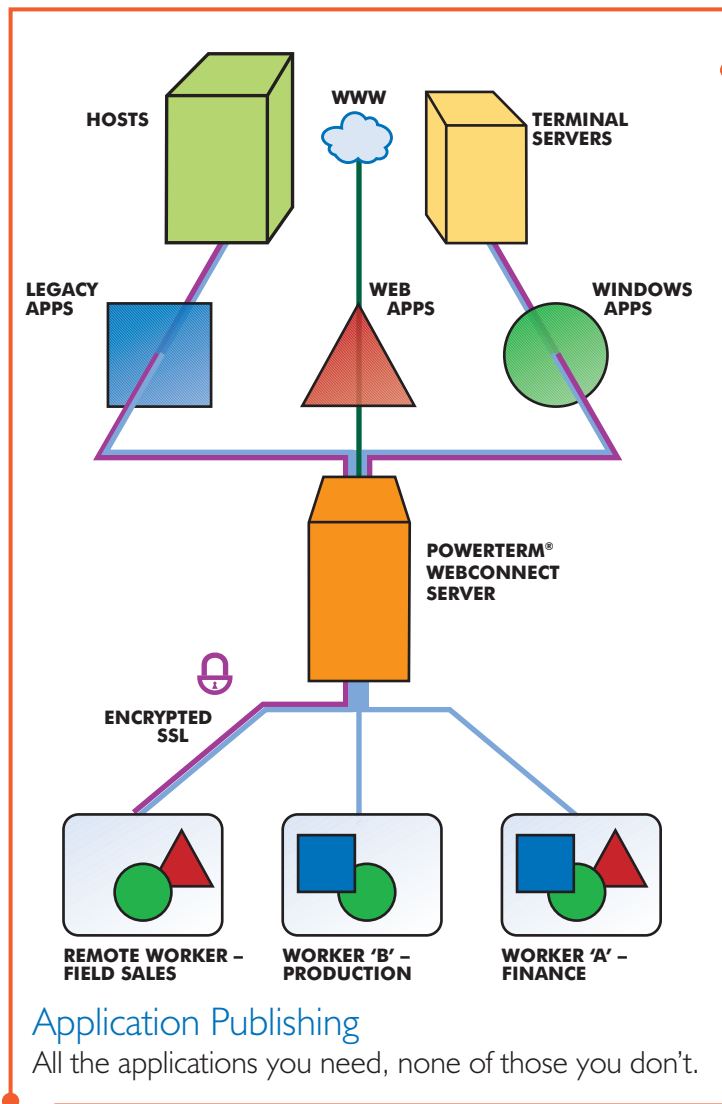 HOSTS
WWW
TERMINAL
SERVERS
LEGACY
APPS
WEB
APPS
WINDOWS
APPS
POWERTERM®
WEBCONNECT
SERVER
ENCRYPTED
SSL
REMOTE WORKER –
FIELD SALES
WORKER ‘B’ –
PRODUCTION
WORKER ‘A’ –
FINANCE
Application Publishing
All the applications you need, none of those you don’t.